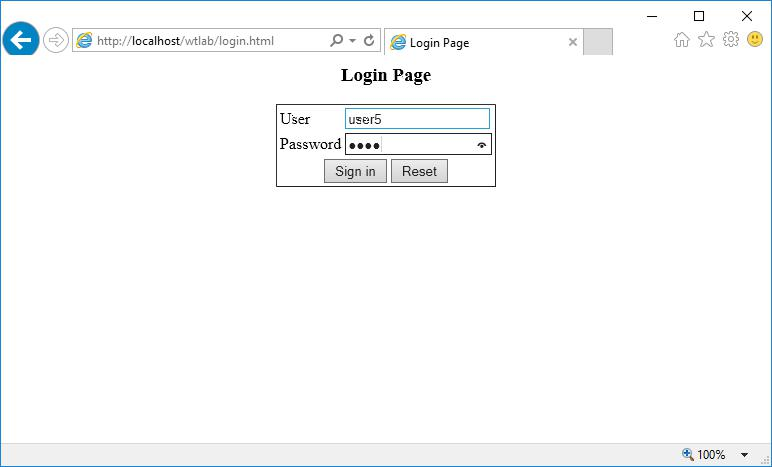 http://localhost/wtlab/login.html
Login Page
Login Page
User user5
Password ••••
Sign in Reset
100%